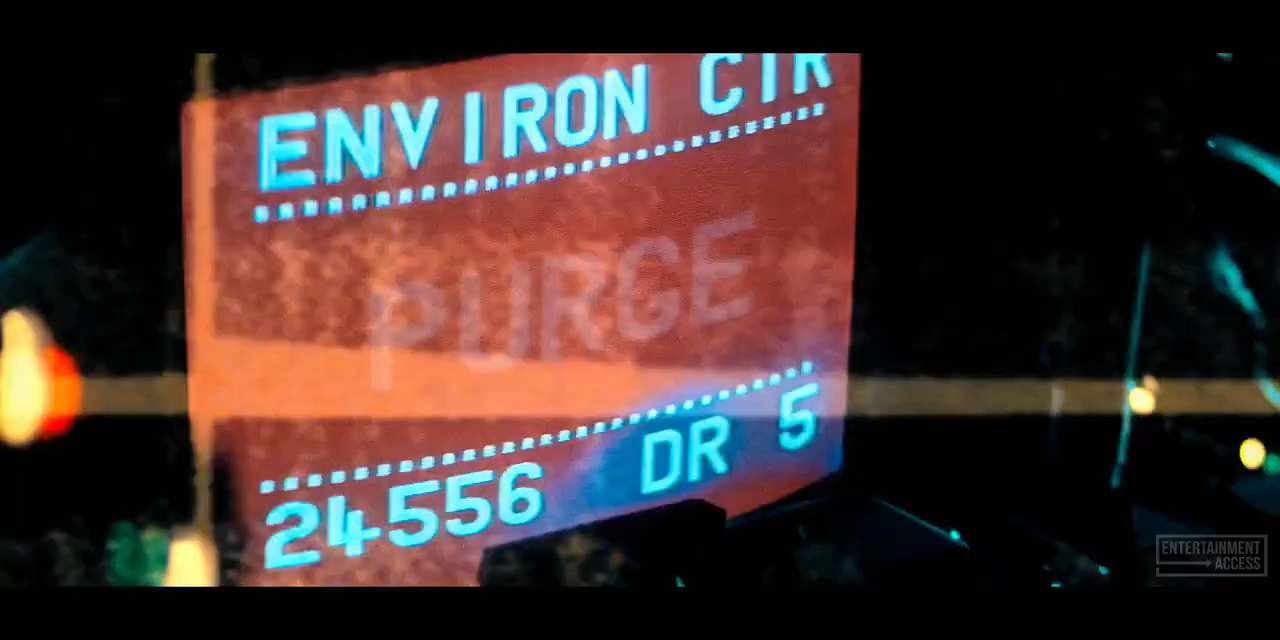 ENVIRON CTR
PURGE
24556 DR 5
ENTERTAINMENT
ACCESS